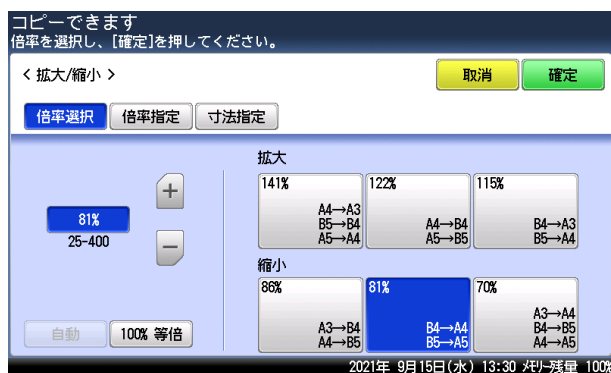 コピーできます
倍率を選択し、[確定]を押してください。
< 拡大/縮小 >
取消
確定
倍率選択
倍率指定
寸法指定
81%
25-400
+
−
自動
100% 等倍
拡大
141%
A4→A3
B5→B4
A5→A4
122%
A4→B4
A5→B5
115%
B4→A3
B5→A4
縮小
86%
A3→B4
A4→B5
81%
B4→A4
B5→A5
70%
A3→A4
B4→B5
A4→A5
2021年 9月15日(水) 13:30 ﾒﾓﾘｰ残量 100%